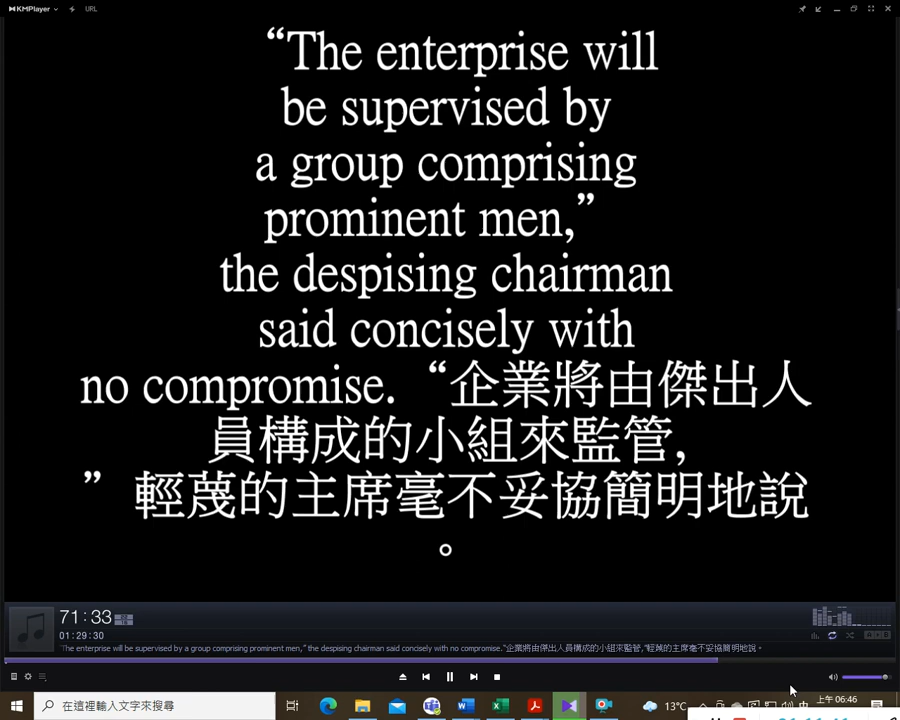 KMPlayer URL
“The enterprise will
be supervised by
a group comprising
prominent men,”
the despising chairman
said concisely with
no compromise. “企業將由傑出人
員構成的小組來監管,
”輕蔑的主席毫不妥協簡明地說
。
71:33
01:29:30
"The enterprise will be supervised by a group comprising prominent men," the despising chairman said concisely with no compromise."企業將由傑出人員構成的小組來監管,"輕蔑的主席毫不妥協簡明地說。
在這裡輸入文字來搜尋
13°C
中
上午 06:46